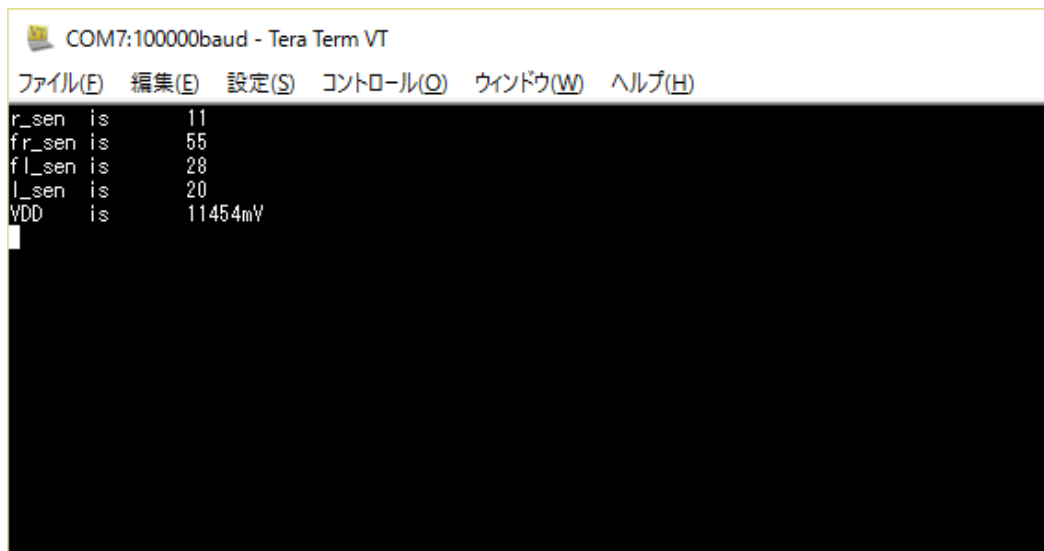 COM7:100000baud - Tera Term VT
ファイル(F) 編集(E) 設定(S) コントロール(O) ウィンドウ(W) ヘルプ(H)
r_sen is 11
fr_sen is 55
fl_sen is 28
l_sen is 20
VDD is 11454mV